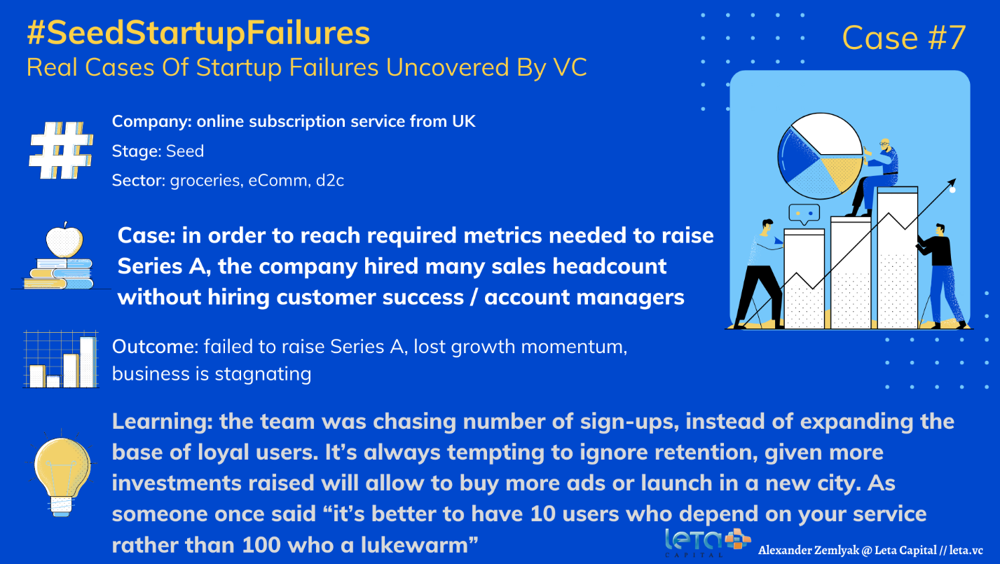 #SeedStartupFailures
Real Cases Of Startup Failures Uncovered By VC
Case #7
Company: online subscription service from UK
Stage: Seed
Sector: groceries, eComm, d2c
Case: in order to reach required metrics needed to raise
Series A, the company hired many sales headcount
without hiring customer success / account managers
Outcome: failed to raise Series A, lost growth momentum,
business is stagnating
Learning: the team was chasing number of sign-ups, instead of expanding the
base of loyal users. It’s always tempting to ignore retention, given more
investments raised will allow to buy more ads or launch in a new city. As
someone once said “it’s better to have 10 users who depend on your service
rather than 100 who a lukewarm”
leta
CAPITAL
Alexander Zemlyak @ Leta Capital // leta.vc